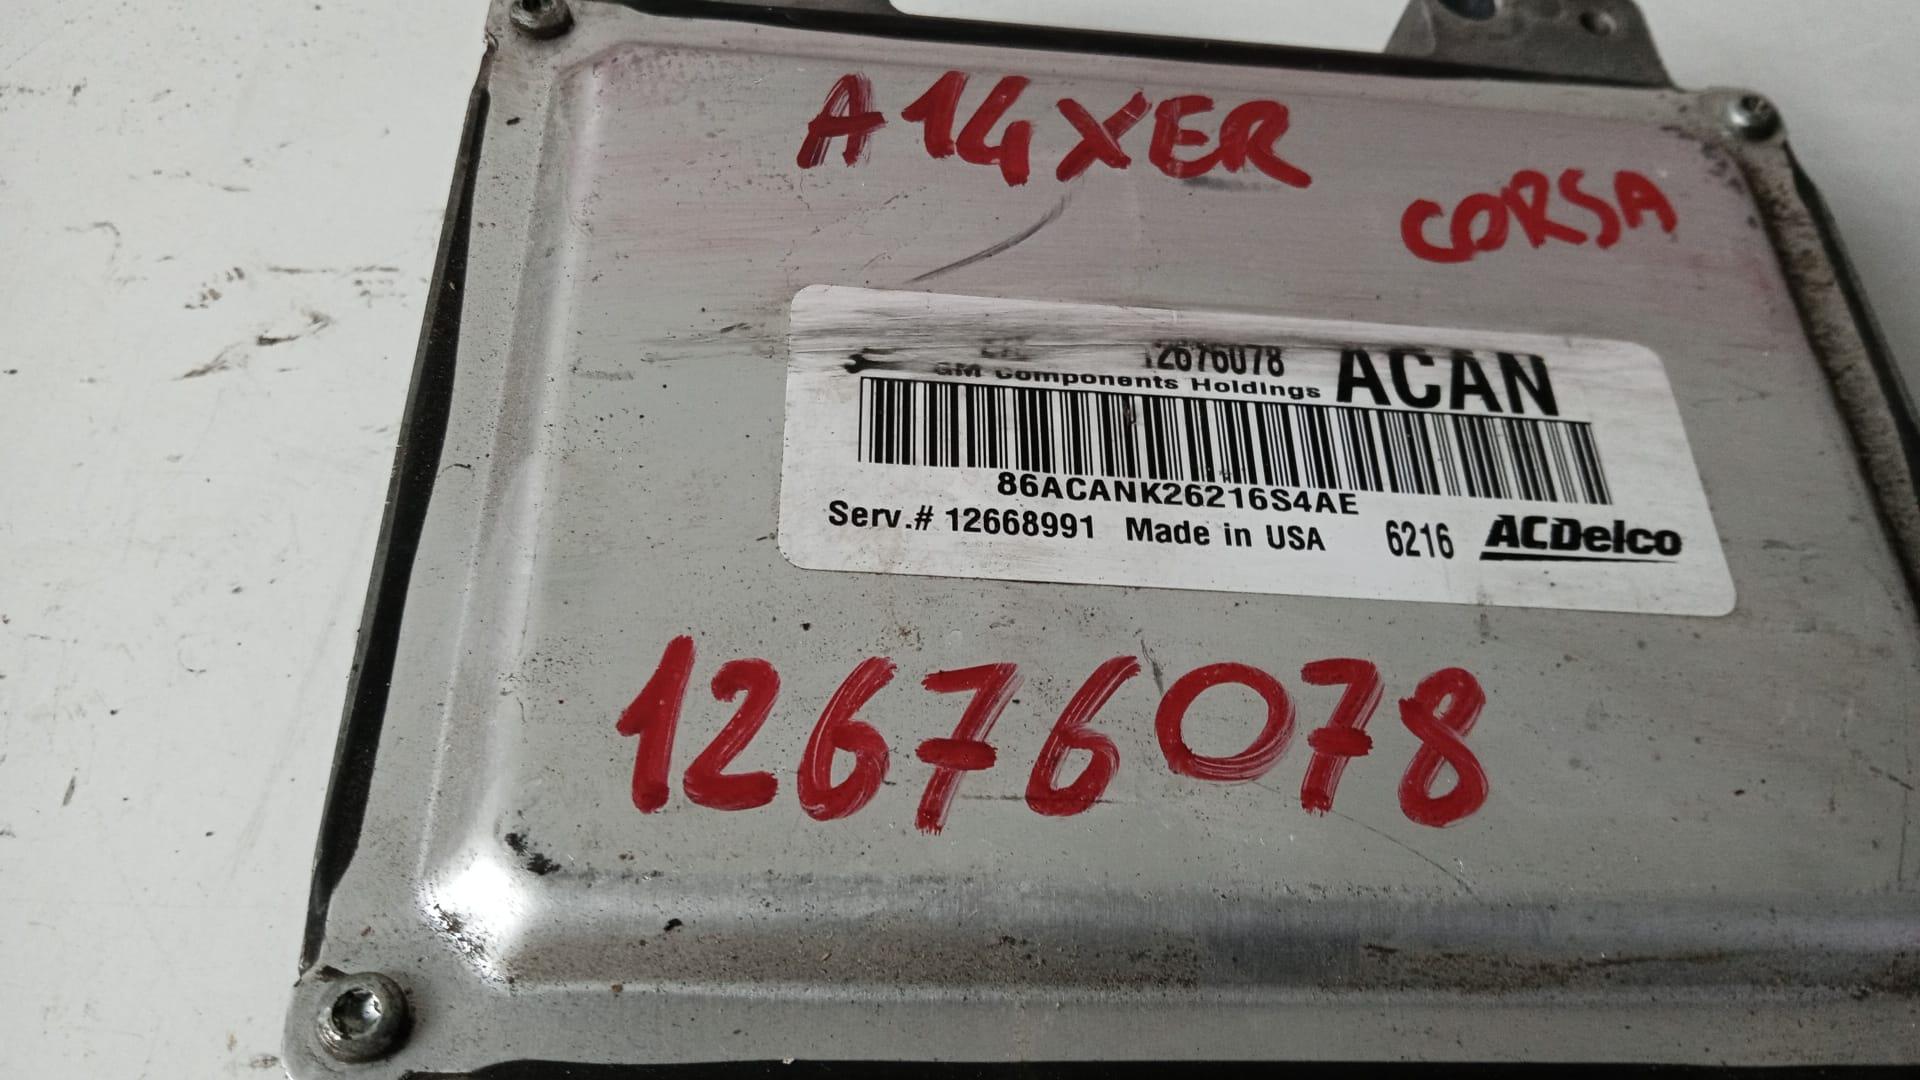 A14XER
CORSA
12676078 ACAN
GM Components Holdings
86ACANK26216S4AE
Serv.# 12668991 Made in USA 6216 ACDelco
12676078